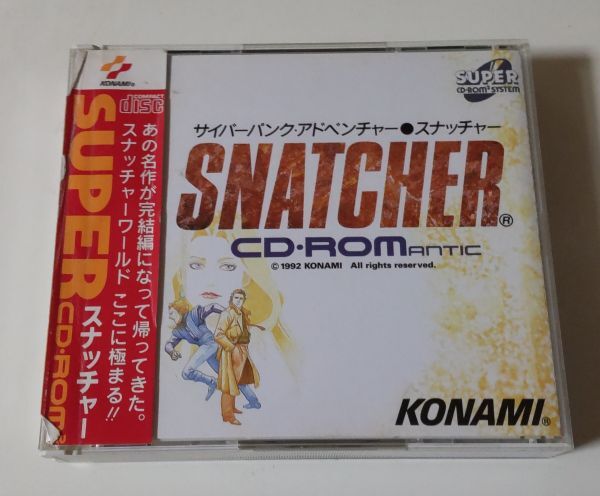 KONAMI®
COMPACT
disc
SUPER
CD・ROM²
スナッチャー
あの名作が完結編になって帰ってきた。
スナッチャーワールド ここに極まる!!
SUPER
CD-ROM² SYSTEM
サイバーパンク・アドベンチャー●スナッチャー
SNATCHER®
CD・ROMANTIC
© 1992 KONAMI All rights reserved.
KONAMI®